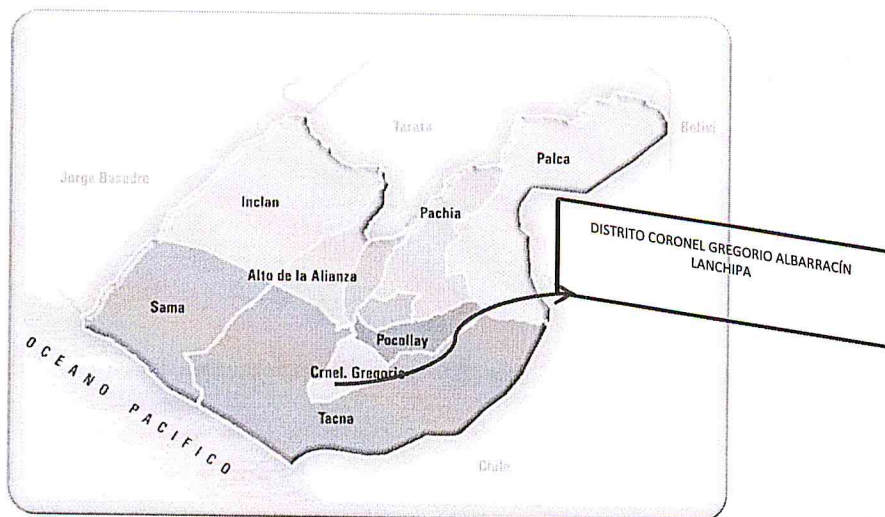 Tarata
Bolivi
Palca
Jorge Basadre
Inclan
Pachia
DISTRITO CORONEL GREGORIO ALBARRACÍN
LANCHIPA
Alto de la Alianza
Sama
Pocollay
Crnel. Gregorio
OCEANO PACIFICO
Tacna
Chile